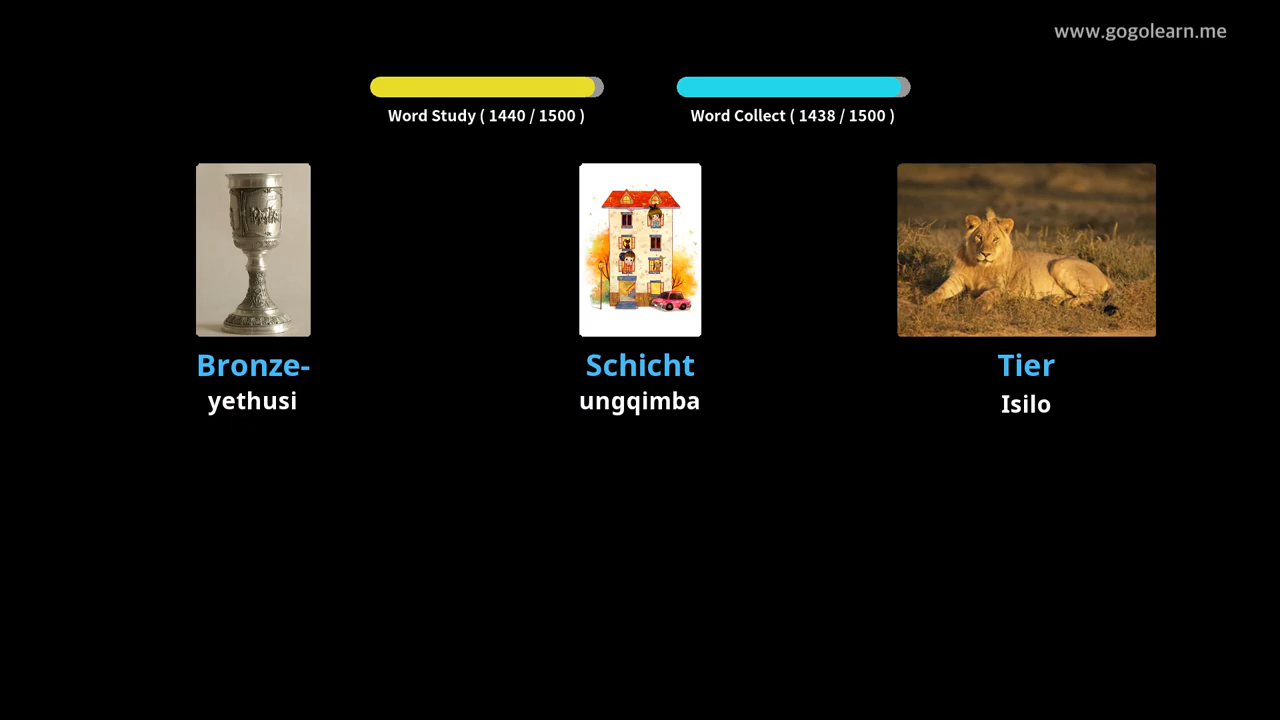 www.gogolearn.me
Word Study ( 1440 / 1500 )
Word Collect ( 1438 / 1500 )
Bronze-
yethusi
Schicht
ungqimba
Tier
Isilo